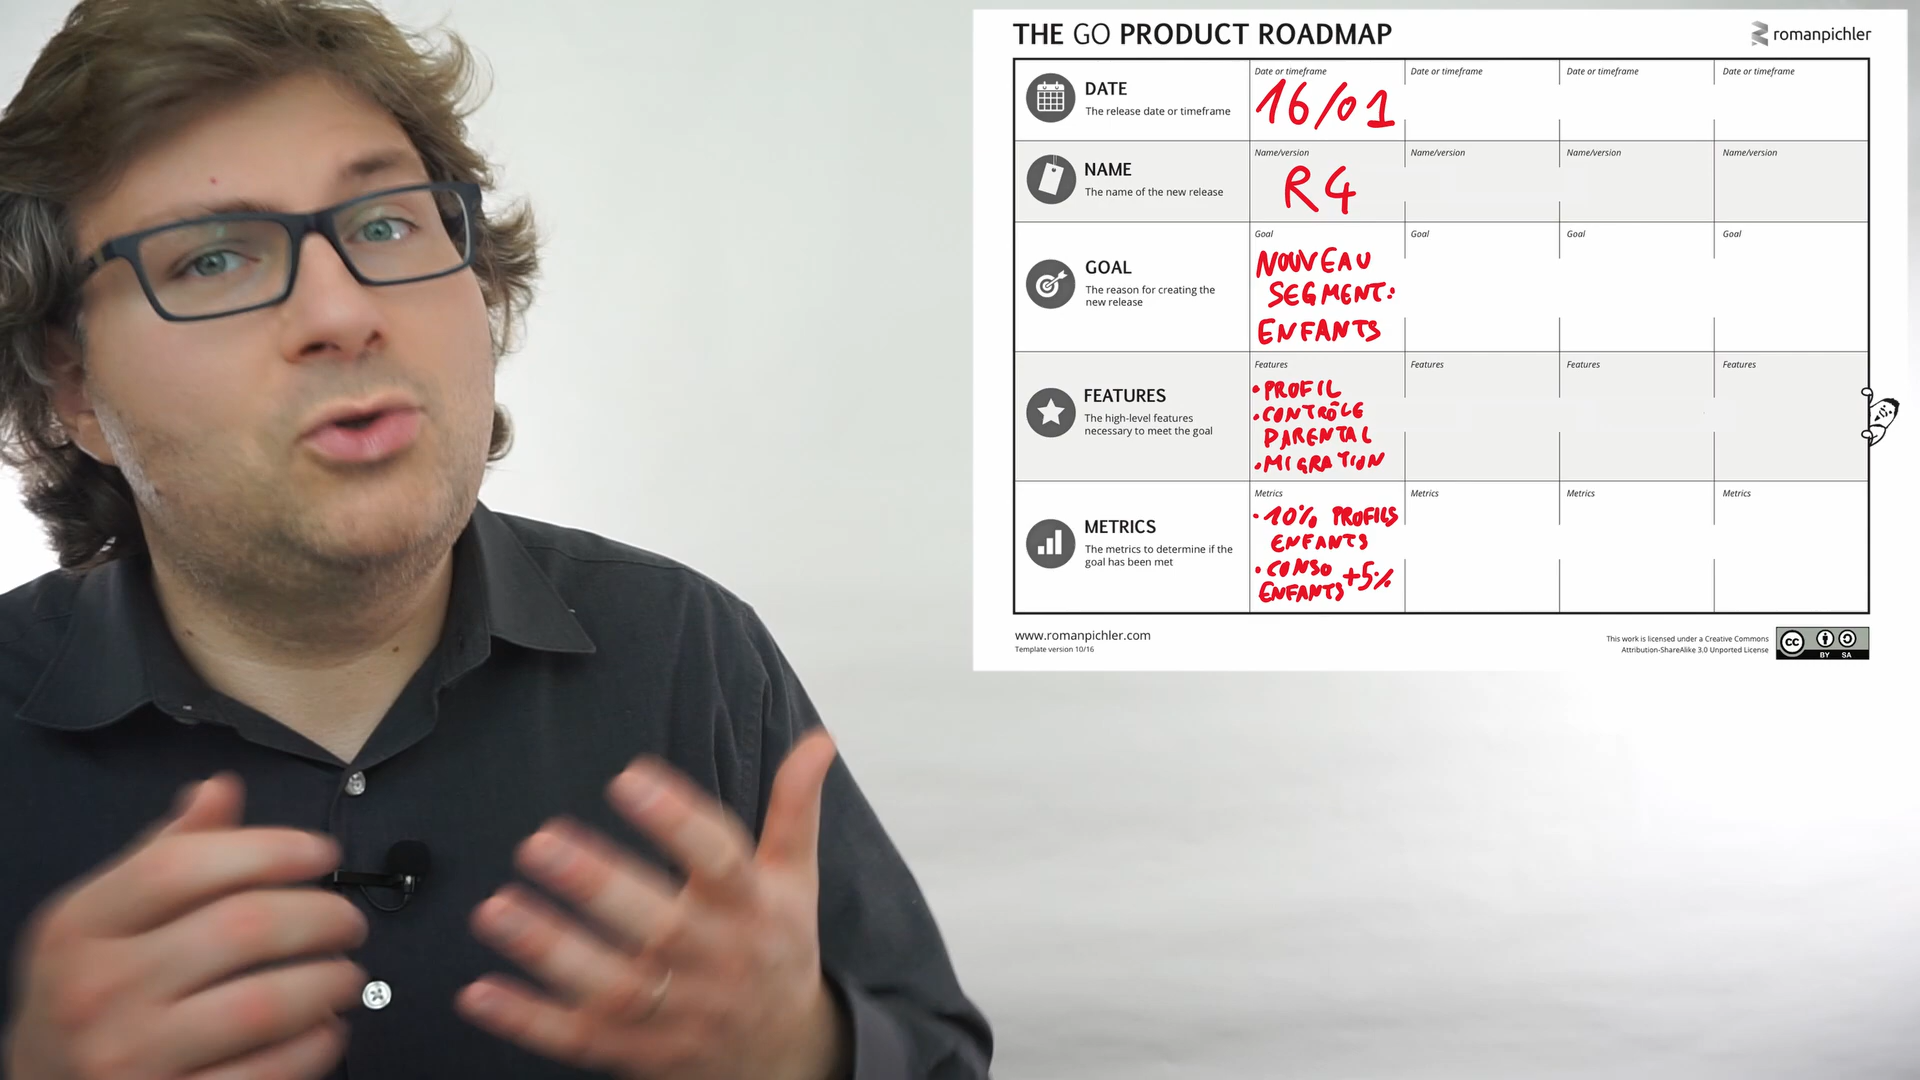 THE GO PRODUCT ROADMAP
romanpichler
DATE
The release date or timeframe
Date or timeframe
16/01
Date or timeframe
Date or timeframe
Date or timeframe
NAME
The name of the new release
Name/version
R4
Name/version
Name/version
Name/version
GOAL
The reason for creating the
new release
Goal
NOUVEAU
SEGMENT:
ENFANTS
Goal
Goal
Goal
FEATURES
The high-level features
necessary to meet the goal
Features
• PROFIL
• CONTRÔLE
PARENTAL
• MIGRATION
Features
Features
Features
METRICS
The metrics to determine if the
goal has been met
Metrics
• 10% PROFILS
ENFANTS
• CONSO
ENFANTS +5%
Metrics
Metrics
Metrics
www.romanpichler.com
Template version 10/16
This work is licensed under a Creative Commons
Attribution-ShareAlike 3.0 Unported License
cc
BY SA